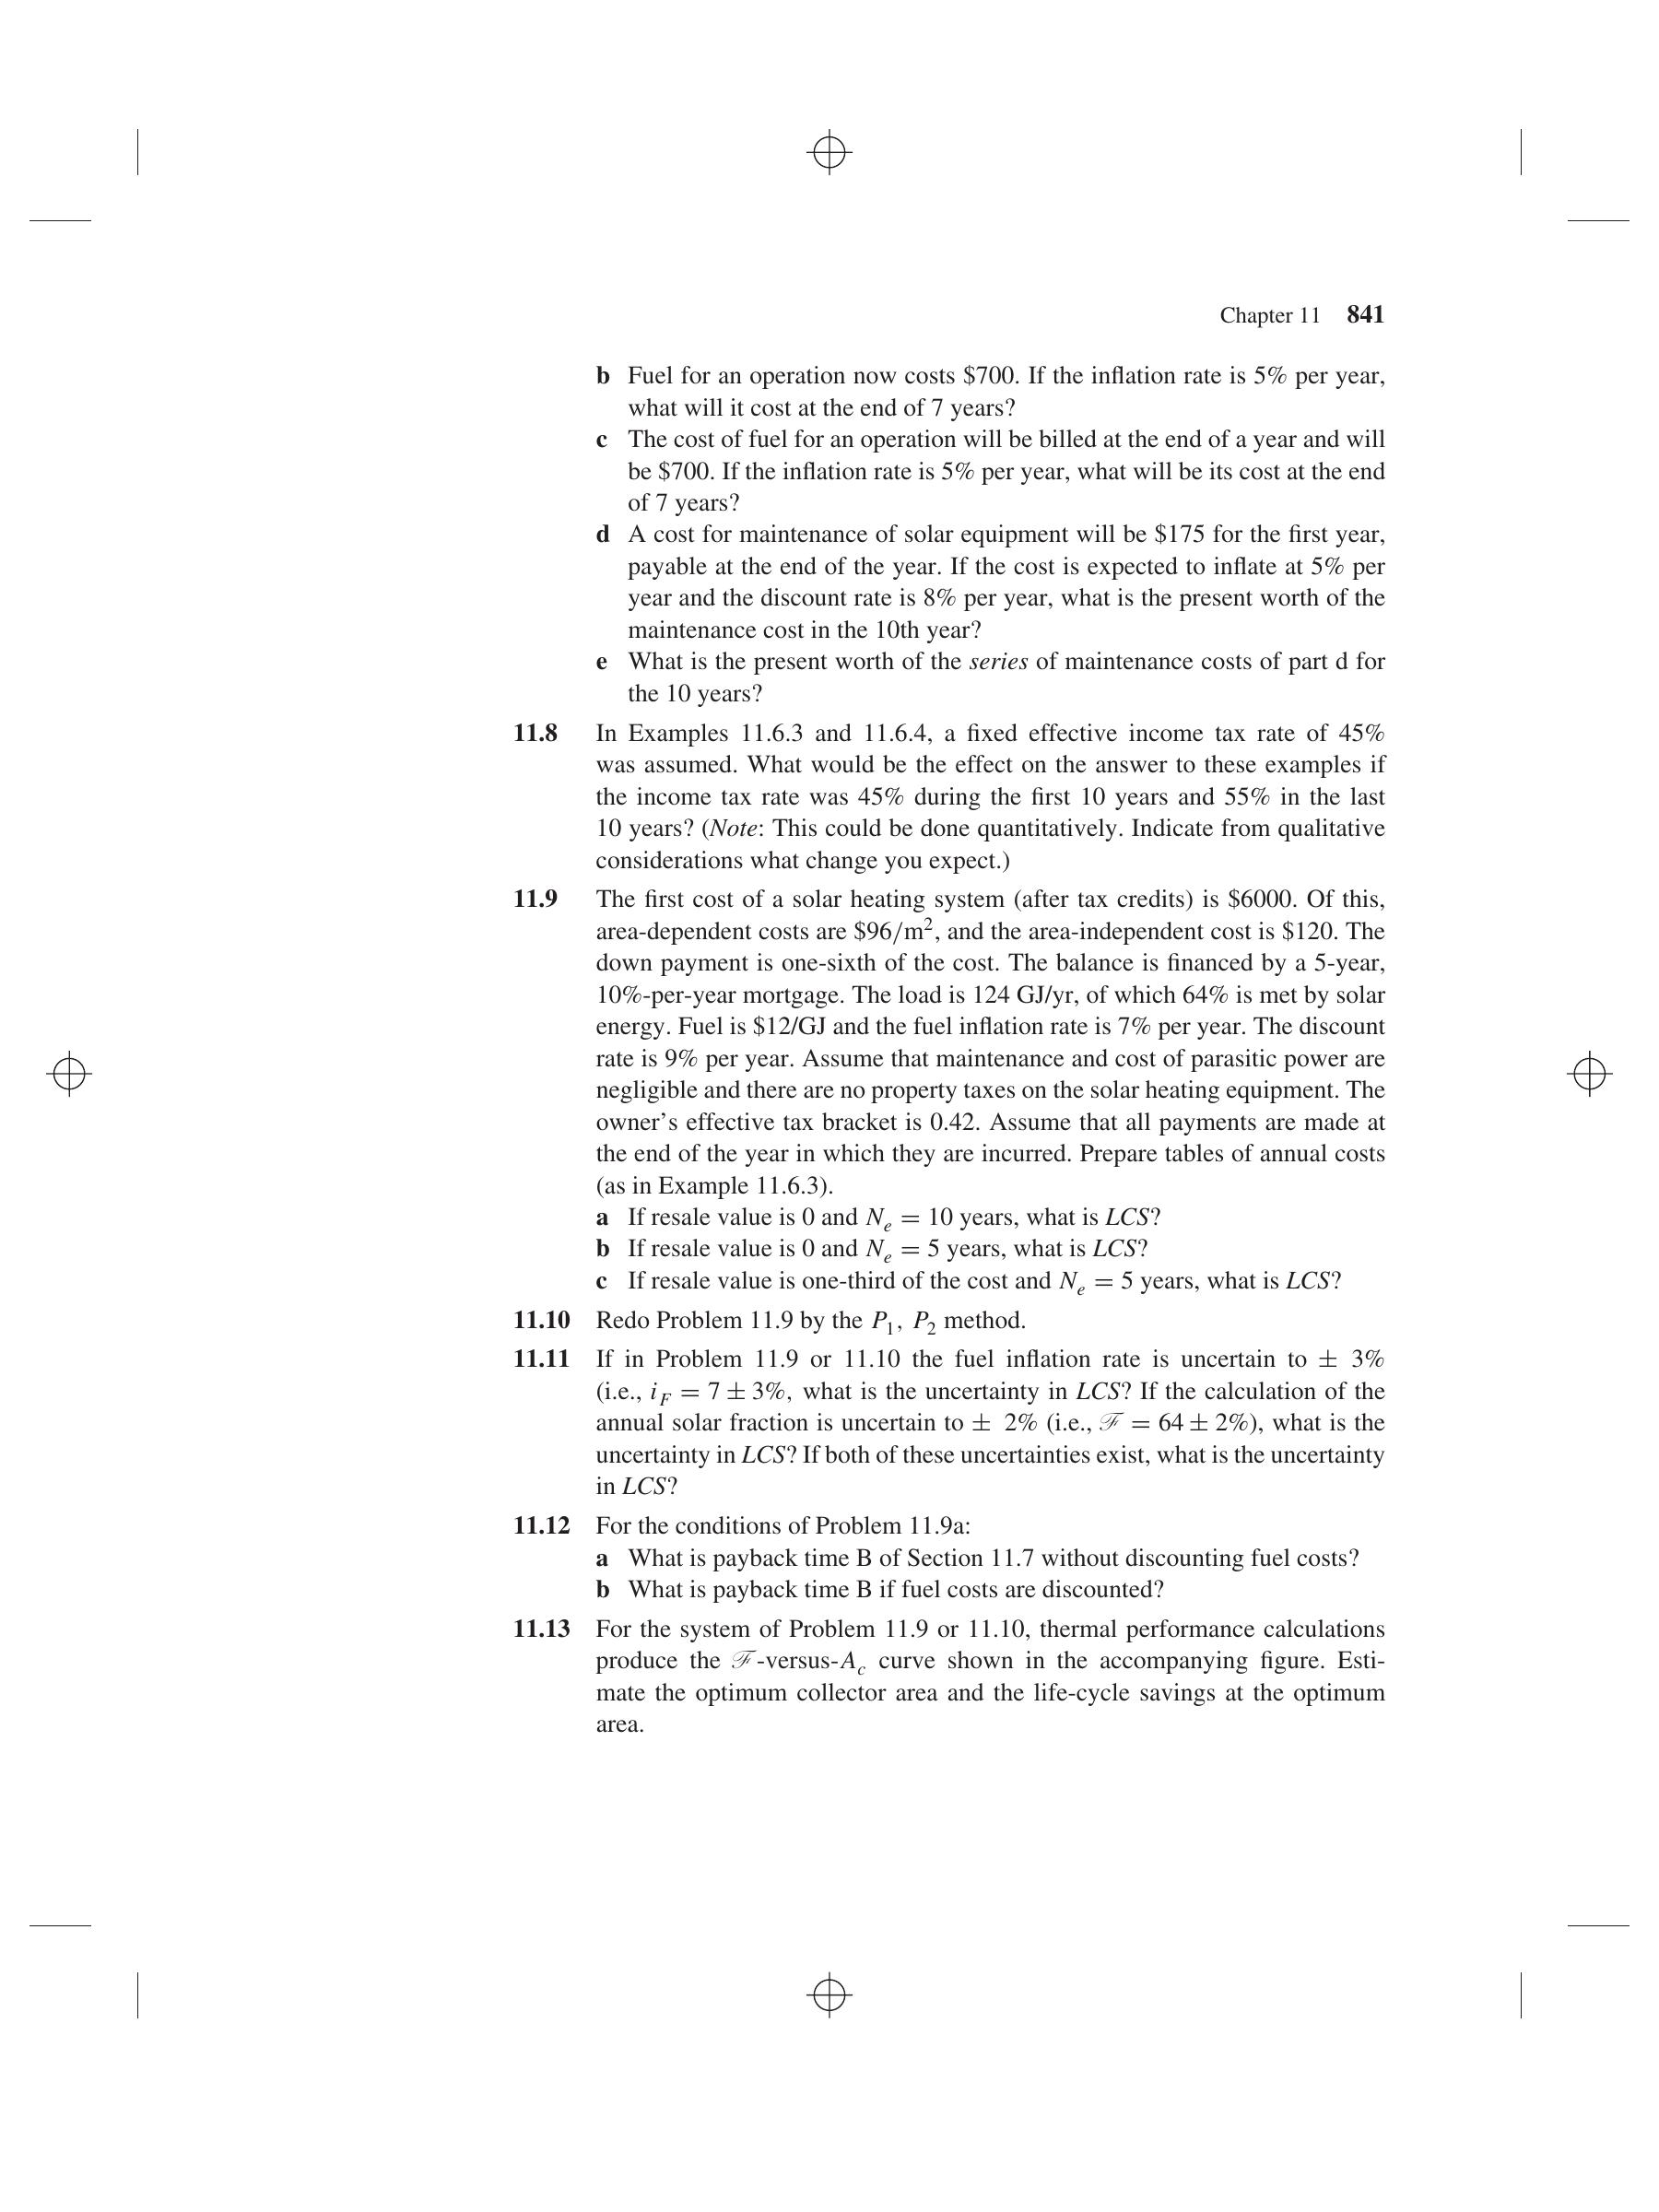 Chapter 11 841
b Fuel for an operation now costs $700. If the inflation rate is 5% per year,
what will it cost at the end of 7 years?
c The cost of fuel for an operation will be billed at the end of a year and will
be $700. If the inflation rate is 5% per year, what will be its cost at the end
of 7 years?
d A cost for maintenance of solar equipment will be $175 for the first year,
payable at the end of the year. If the cost is expected to inflate at 5% per
year and the discount rate is 8% per year, what is the present worth of the
maintenance cost in the 10th year?
e What is the present worth of the series of maintenance costs of part d for
the 10 years?
11.8 In Examples 11.6.3 and 11.6.4, a fixed effective income tax rate of 45%
was assumed. What would be the effect on the answer to these examples if
the income tax rate was 45% during the first 10 years and 55% in the last
10 years? (Note: This could be done quantitatively. Indicate from qualitative
considerations what change you expect.)
11.9 The first cost of a solar heating system (after tax credits) is $6000. Of this,
area-dependent costs are $96/m², and the area-independent cost is $120. The
down payment is one-sixth of the cost. The balance is financed by a 5-year,
10%-per-year mortgage. The load is 124 GJ/yr, of which 64% is met by solar
energy. Fuel is $12/GJ and the fuel inflation rate is 7% per year. The discount
rate is 9% per year. Assume that maintenance and cost of parasitic power are
negligible and there are no property taxes on the solar heating equipment. The
owner's effective tax bracket is 0.42. Assume that all payments are made at
the end of the year in which they are incurred. Prepare tables of annual costs
(as in Example 11.6.3).
a If resale value is 0 and Nₑ = 10 years, what is LCS?
b If resale value is 0 and Nₑ = 5 years, what is LCS?
c If resale value is one-third of the cost and Nₑ = 5 years, what is LCS?
11.10 Redo Problem 11.9 by the P₁, P₂ method.
11.11 If in Problem 11.9 or 11.10 the fuel inflation rate is uncertain to ± 3%
(i.e., i_F = 7 ± 3%, what is the uncertainty in LCS? If the calculation of the
annual solar fraction is uncertain to ± 2% (i.e., ℱ = 64 ± 2%), what is the
uncertainty in LCS? If both of these uncertainties exist, what is the uncertainty
in LCS?
11.12 For the conditions of Problem 11.9a:
a What is payback time B of Section 11.7 without discounting fuel costs?
b What is payback time B if fuel costs are discounted?
11.13 For the system of Problem 11.9 or 11.10, thermal performance calculations
produce the ℱ-versus-A_c curve shown in the accompanying figure. Esti-
mate the optimum collector area and the life-cycle savings at the optimum
area.